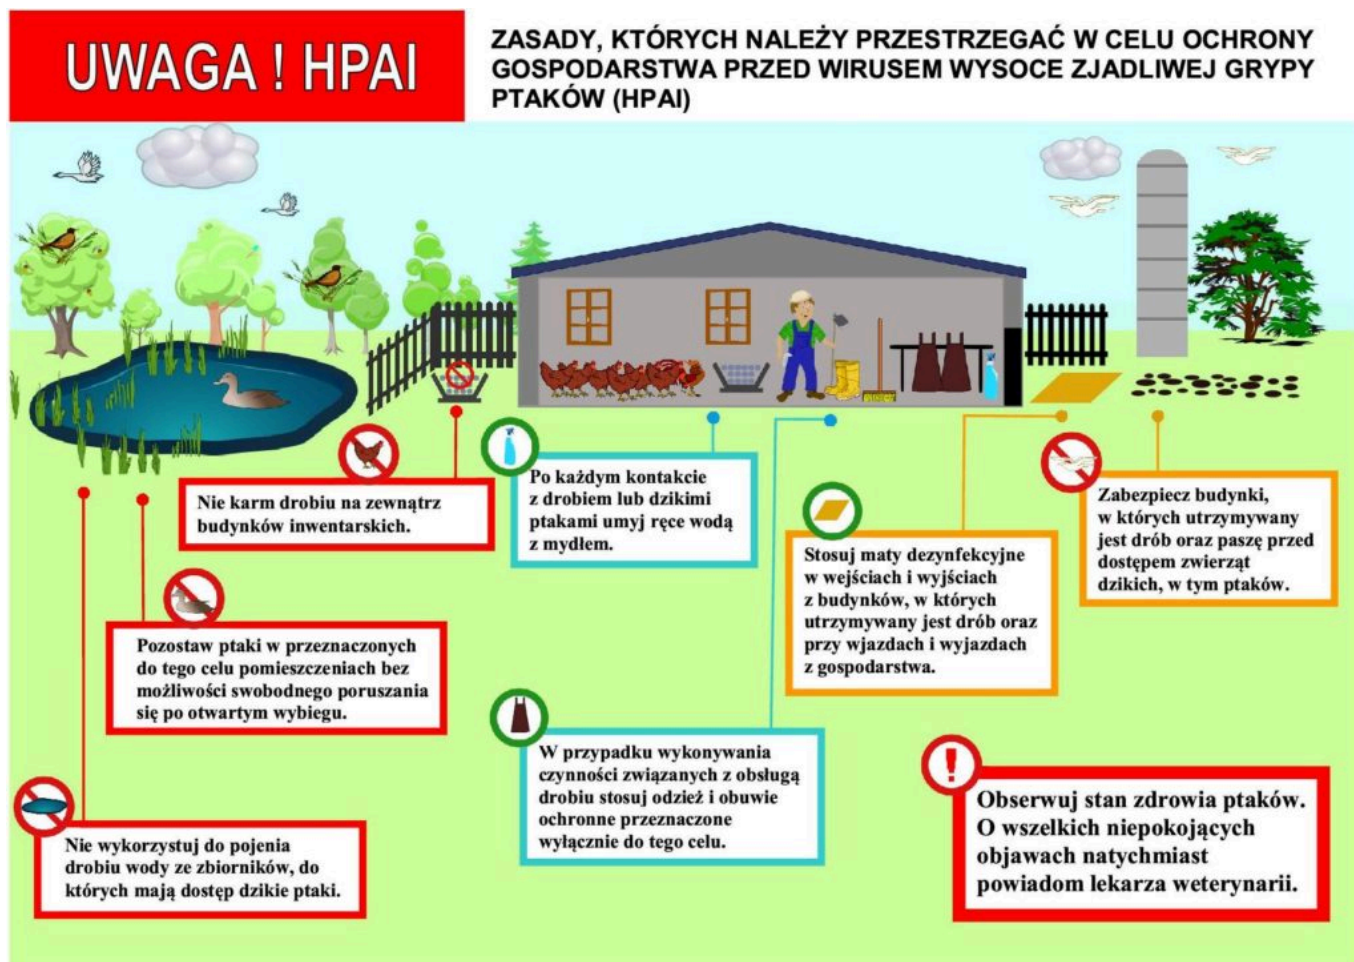 UWAGA ! HPAI
ZASADY, KTÓRYCH NALEŻY PRZESTRZEGAĆ W CELU OCHRONY
GOSPODARSTWA PRZED WIRUSEM WYSOCE ZJADLIWEJ GRYPY
PTAKÓW (HPAI)
Nie karm drobiu na zewnątrz
budynków inwentarskich.
Po każdym kontakcie
z drobiem lub dzikimi
ptakami umyj ręce wodą
z mydłem.
Stosuj maty dezynfekcyjne
w wejściach i wyjściach
z budynków, w których
utrzymywany jest drób oraz
przy wjazdach i wyjazdach
z gospodarstwa.
Zabezpiecz budynki,
w których utrzymywany
jest drób oraz paszę przed
dostępem zwierząt
dzikich, w tym ptaków.
Pozostaw ptaki w przeznaczonych
do tego celu pomieszczeniach bez
możliwości swobodnego poruszania
się po otwartym wybiegu.
W przypadku wykonywania
czynności związanych z obsługą
drobiu stosuj odzież i obuwie
ochronne przeznaczone
wyłącznie do tego celu.
Nie wykorzystuj do pojenia
drobiu wody ze zbiorników, do
których mają dostęp dzikie ptaki.
Obserwuj stan zdrowia ptaków.
O wszelkich niepokojących
objawach natychmiast
powiadom lekarza weterynarii.